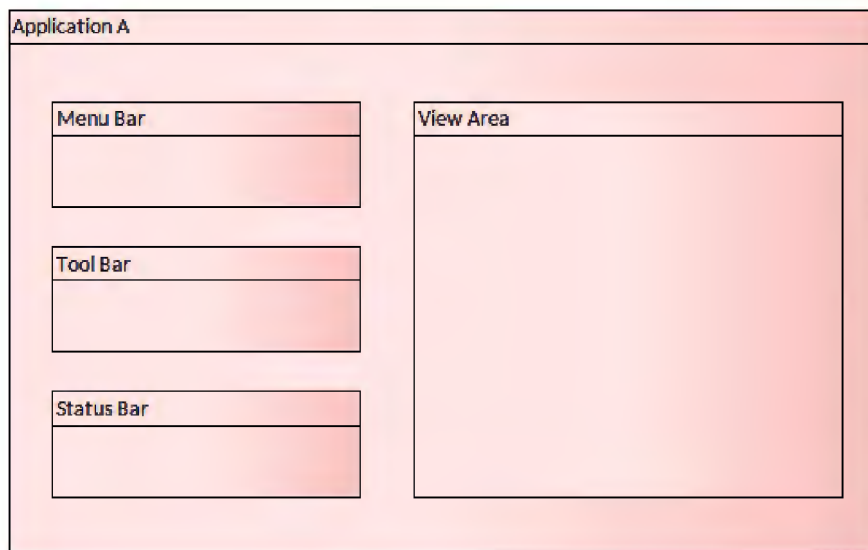 Application A
Menu Bar
View Area
Tool Bar
Status Bar